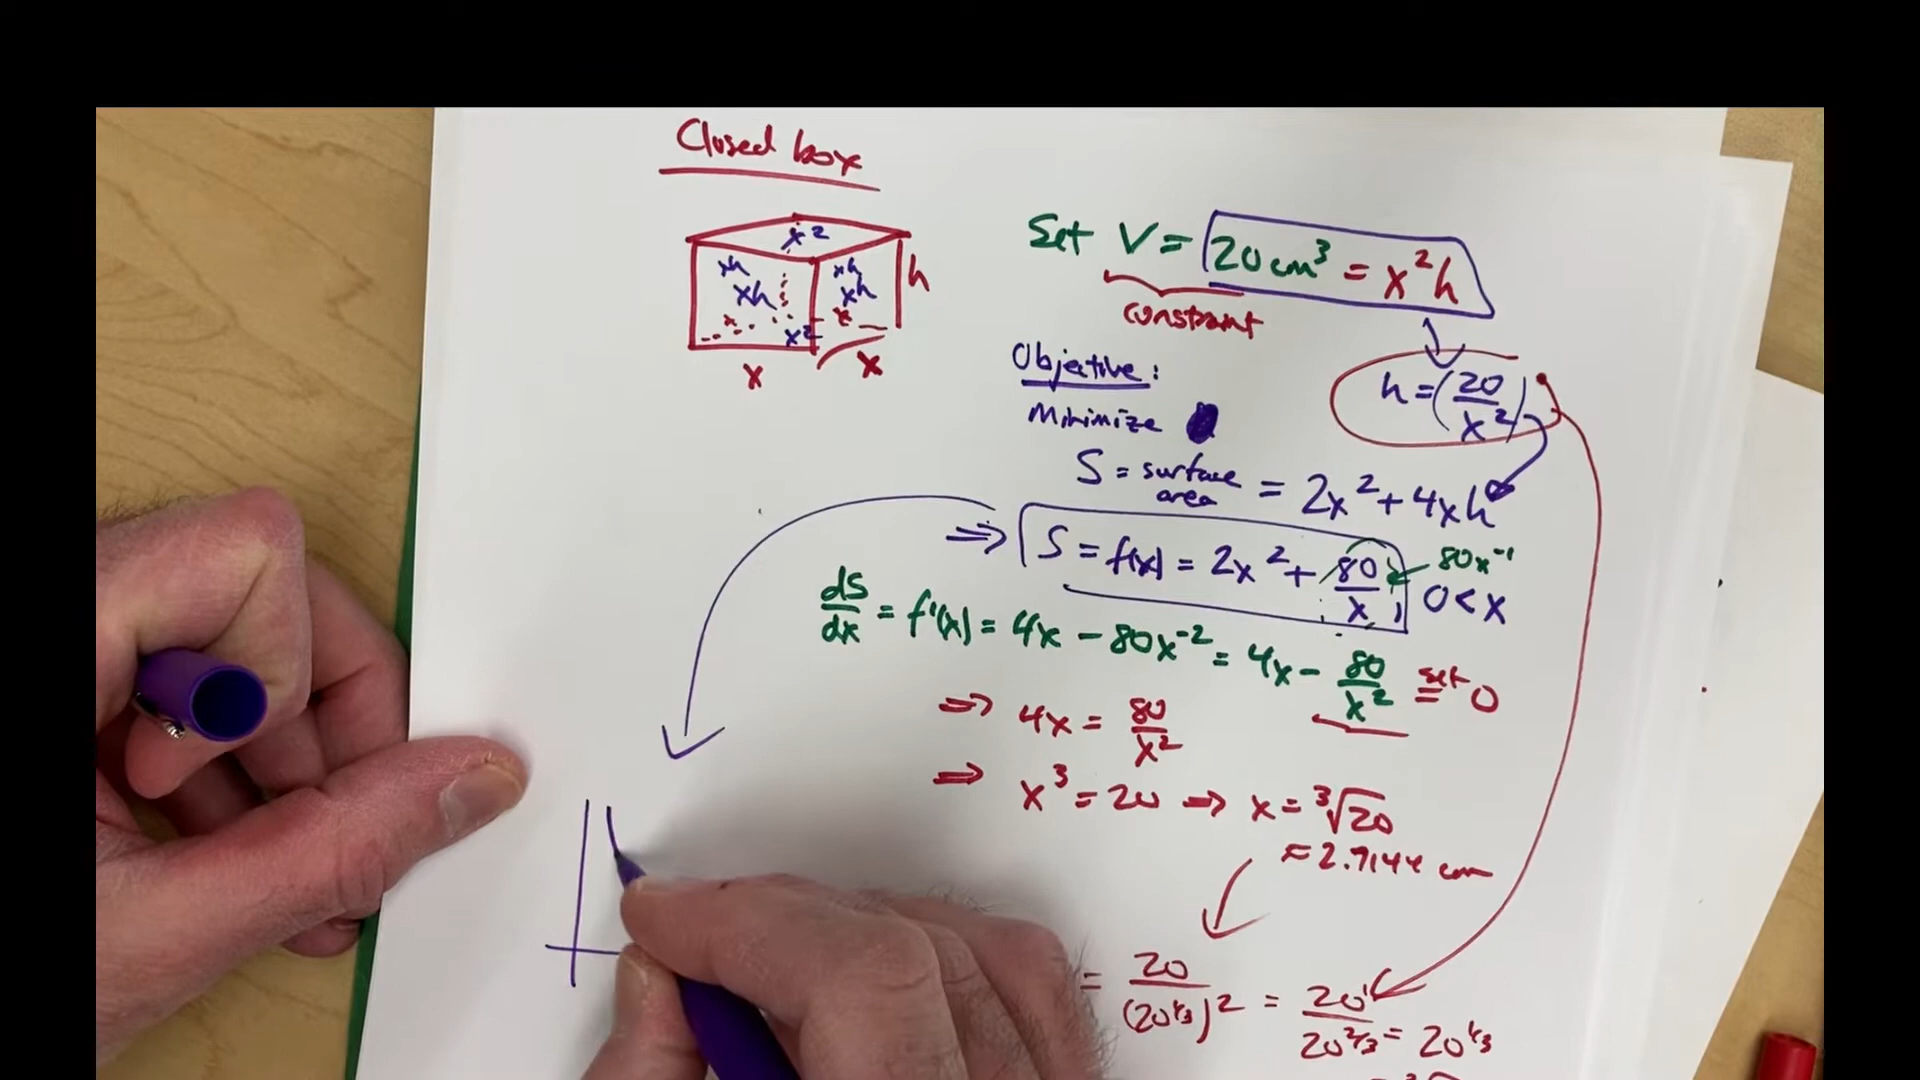 Closed box
x²
xh xh
xh xh h
x x
x²
x x
Set V = 20 cm³ = x²h
constraint
Objective:
Minimize
h = (20/x²)
S = surface area = 2x² + 4xh
⇒ S = f(x) = 2x² + 80/x, 0 < x
80x⁻¹
dS/dx = f'(x) = 4x - 80x⁻² = 4x - 80/x² set = 0
⇒ 4x = 80/x²
⇒ x³ = 20 ⇒ x = ³√20
≈ 2.7144 cm
= 20/(20^1/3)² = 20¹/20^2/3 = 20^1/3